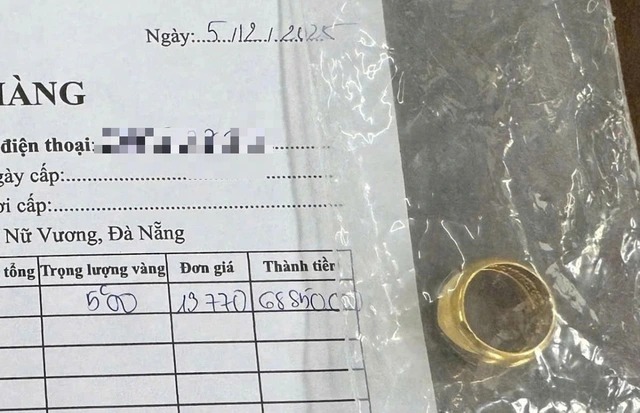 Ngày:..5../12../.2025
HÀNG
điện thoại:
gày cấp:
ơi cấp:
Nữ Vương, Đà Nẵng
tổng Trọng lượng vàng Đơn giá Thành tiền
500 13770 68850